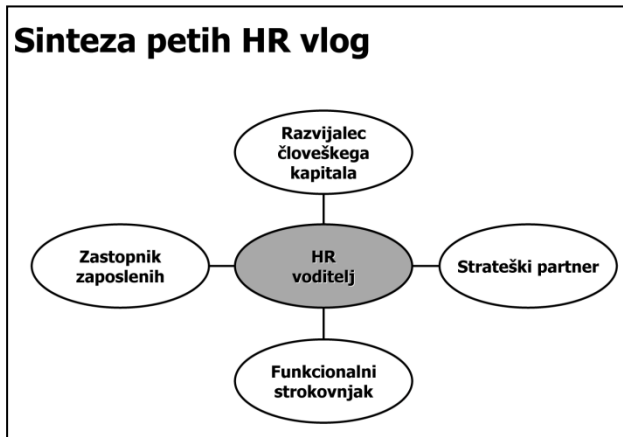 Sinteza petih HR vlog
Razvijalec
človeškega
kapitala
Zastopnik
zaposlenih
HR
voditelj
Strateški partner
Funkcionalni
strokovnjak